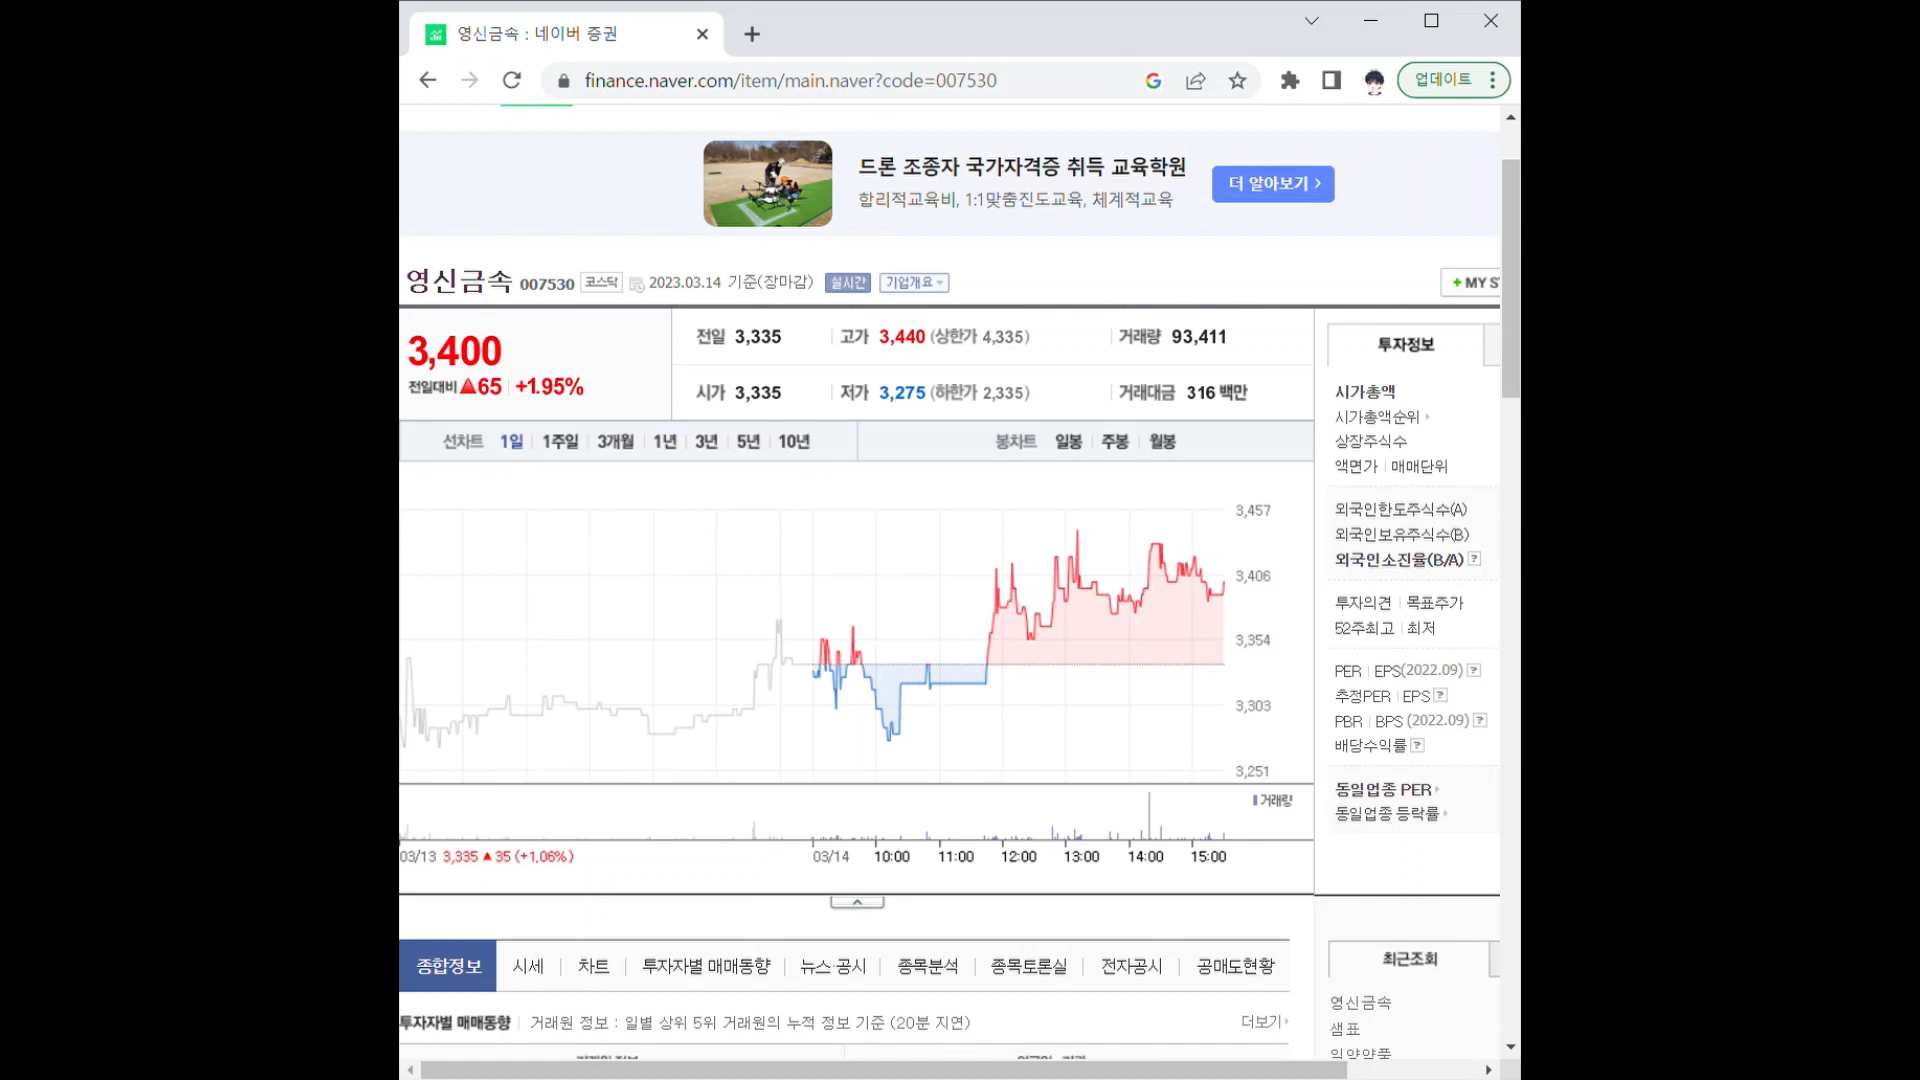 영신금속 : 네이버 증권
finance.naver.com/item/main.naver?code=007530
업데이트
드론 조종자 국가자격증 취득 교육학원
합리적교육비, 1:1맞춤진도교육, 체계적교육
더 알아보기
영신금속 007530 코스닥 2023.03.14 기준(장마감) 실시간 기업개요
+ MY S
3,400
전일대비 ▲65 +1.95%
전일 3,335 고가 3,440 (상한가 4,335) 거래량 93,411
시가 3,335 저가 3,275 (하한가 2,335) 거래대금 316 백만
선차트 1일 1주일 3개월 1년 3년 5년 10년 봉차트 일봉 주봉 월봉
3,457
3,406
3,354
3,303
3,251
거래량
03/13 3,335 ▲ 35 (+1.06%) 03/14 10:00 11:00 12:00 13:00 14:00 15:00
투자정보
시가총액
시가총액순위
상장주식수
액면가 매매단위
외국인한도주식수(A)
외국인보유주식수(B)
외국인소진율(B/A) ?
투자의견 목표주가
52주최고 최저
PER EPS(2022.09) ?
추정PER EPS ?
PBR BPS (2022.09) ?
배당수익률 ?
동일업종 PER
동일업종 등락률
종합정보 시세 차트 투자자별 매매동향 뉴스·공시 종목분석 종목토론실 전자공시 공매도현황
투자자별 매매동향 거래원 정보 : 일별 상위 5위 거래원의 누적 정보 기준 (20분 지연) 더보기
최근조회
영신금속
샘표